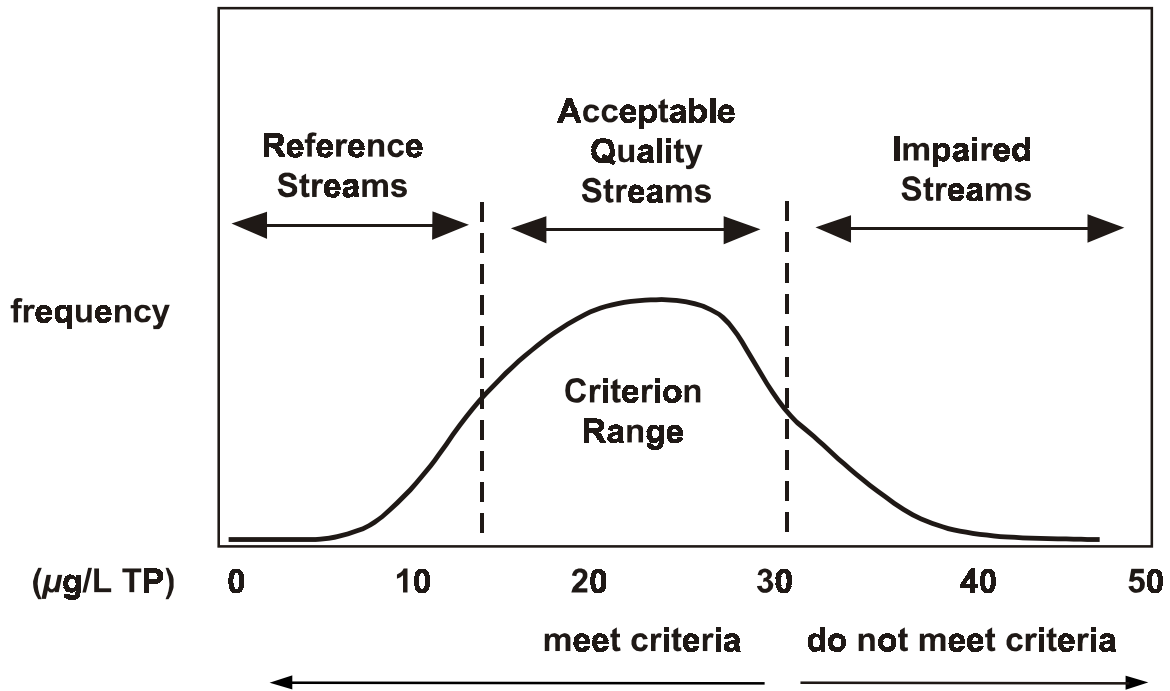 Reference
Streams
Acceptable
Quality
Streams
Impaired
Streams
frequency
Criterion
Range
(µg/L TP) 0 10 20 30 40 50
meet criteria do not meet criteria